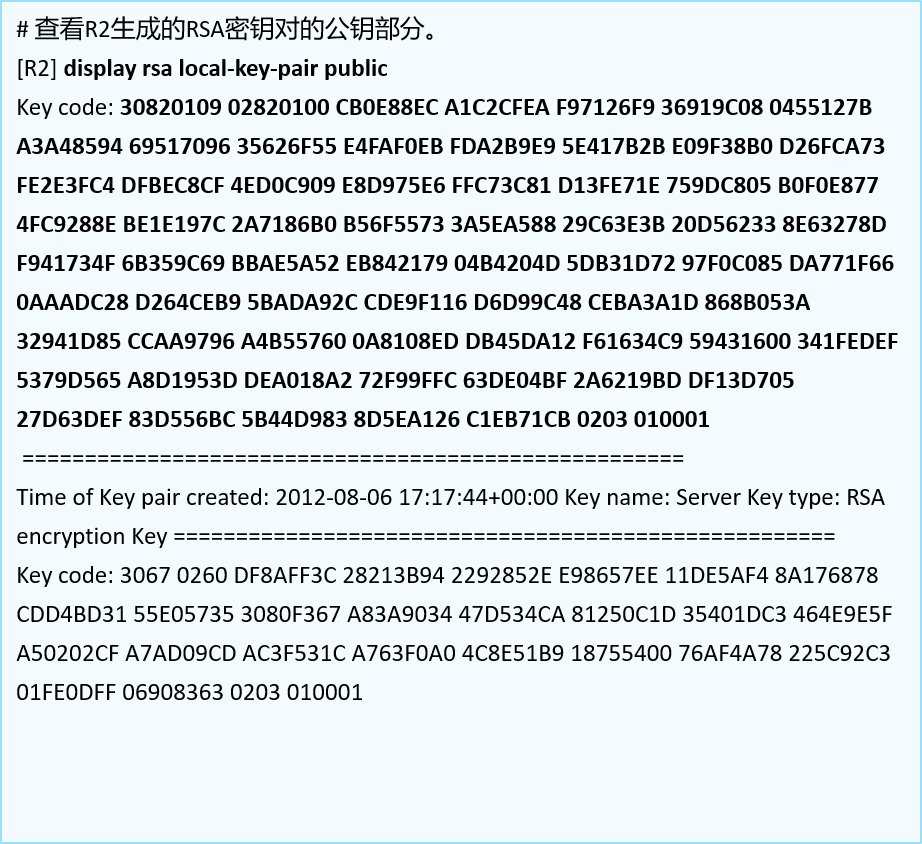 # 查看R2生成的RSA密钥对的公钥部分。
[R2] display rsa local-key-pair public
Key code: 30820109 02820100 CB0E88EC A1C2CFEA F97126F9 36919C08 0455127B
A3A48594 69517096 35626F55 E4FAF0EB FDA2B9E9 5E417B2B E09F38B0 D26FCA73
FE2E3FC4 DFBEC8CF 4ED0C909 E8D975E6 FFC73C81 D13FE71E 759DC805 B0F0E877
4FC9288E BE1E197C 2A7186B0 B56F5573 3A5EA588 29C63E3B 20D56233 8E63278D
F941734F 6B359C69 BBAE5A52 EB842179 04B4204D 5DB31D72 97F0C085 DA771F66
0AAADC28 D264CEB9 5BADA92C CDE9F116 D6D99C48 CEBA3A1D 868B053A
32941D85 CCAA9796 A4B55760 0A8108ED DB45DA12 F61634C9 59431600 341FEDEF
5379D565 A8D1953D DEA018A2 72F99FFC 63DE04BF 2A6219BD DF13D705
27D63DEF 83D556BC 5B44D983 8D5EA126 C1EB71CB 0203 010001
=====================================================
Time of Key pair created: 2012-08-06 17:17:44+00:00 Key name: Server Key type: RSA
encryption Key =====================================================
Key code: 3067 0260 DF8AFF3C 28213B94 2292852E E98657EE 11DE5AF4 8A176878
CDD4BD31 55E05735 3080F367 A83A9034 47D534CA 81250C1D 35401DC3 464E9E5F
A50202CF A7AD09CD AC3F531C A763F0A0 4C8E51B9 18755400 76AF4A78 225C92C3
01FE0DFF 06908363 0203 010001